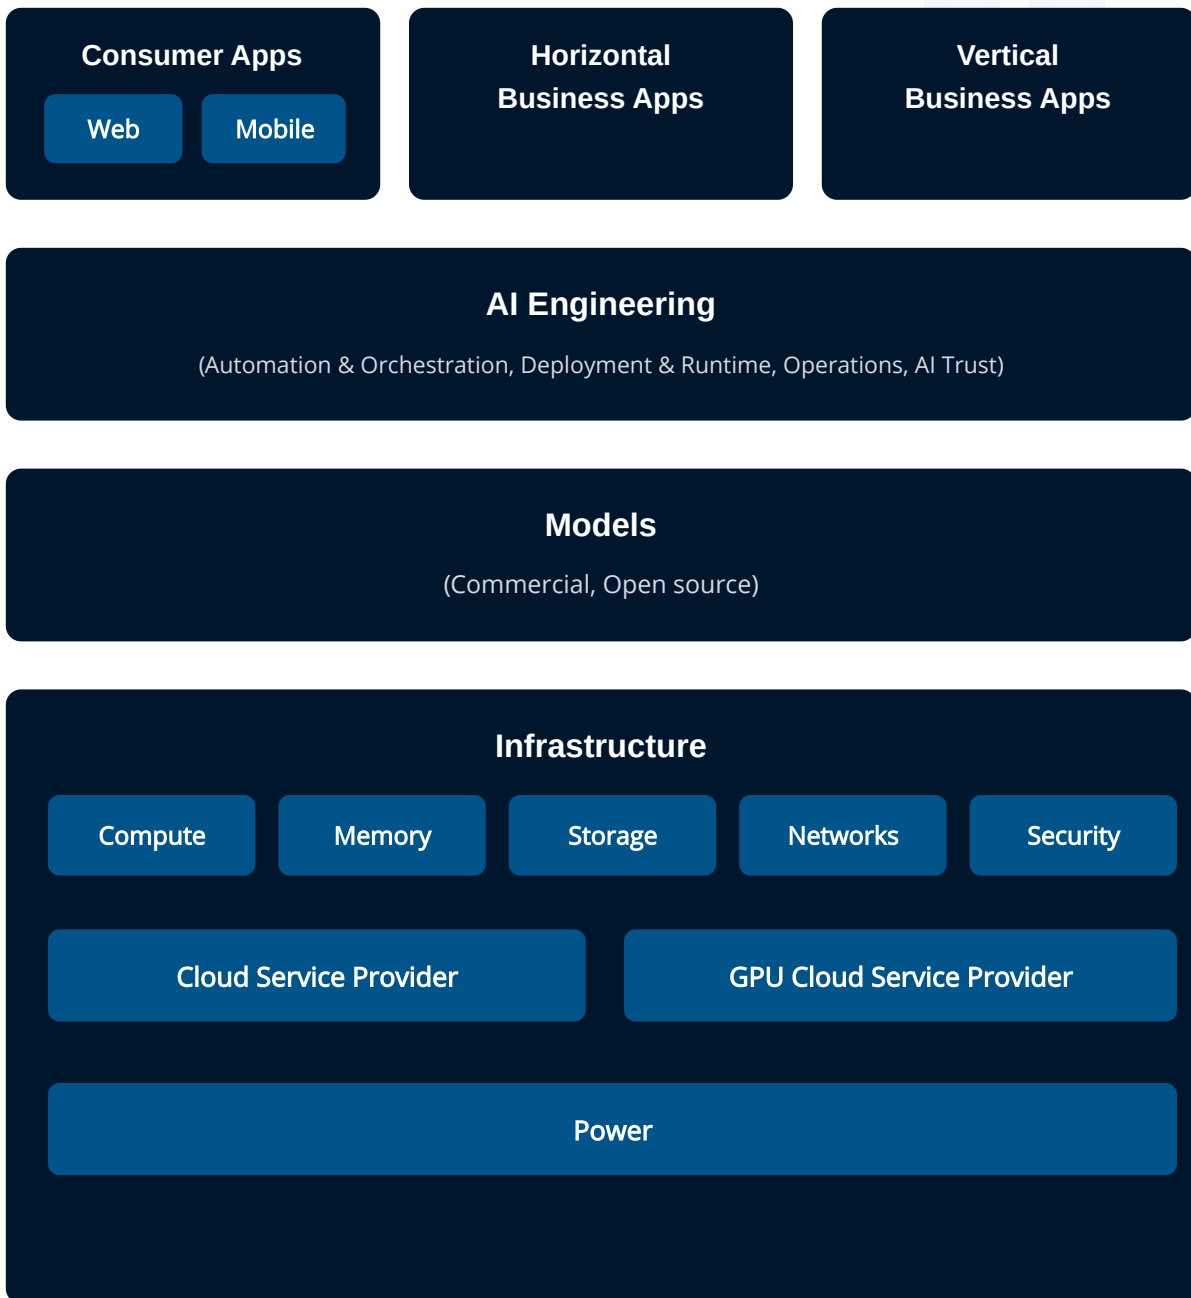 Consumer Apps
Web
Mobile
Horizontal
Business Apps
Vertical
Business Apps
AI Engineering
(Automation & Orchestration, Deployment & Runtime, Operations, AI Trust)
Models
(Commercial, Open source)
Infrastructure
Compute
Memory
Storage
Networks
Security
Cloud Service Provider
GPU Cloud Service Provider
Power